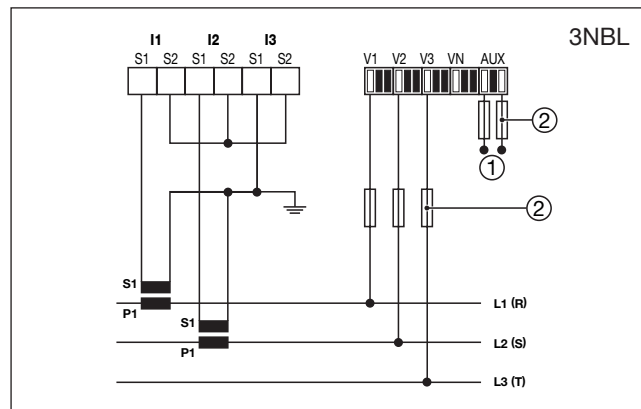 3NBL
I1 I2 I3
S1 S2 S1 S2 S1 S2
V1 V2 V3 VN AUX
2
1
2
S1
P1
L1 (R)
S1
P1
L2 (S)
L3 (T)